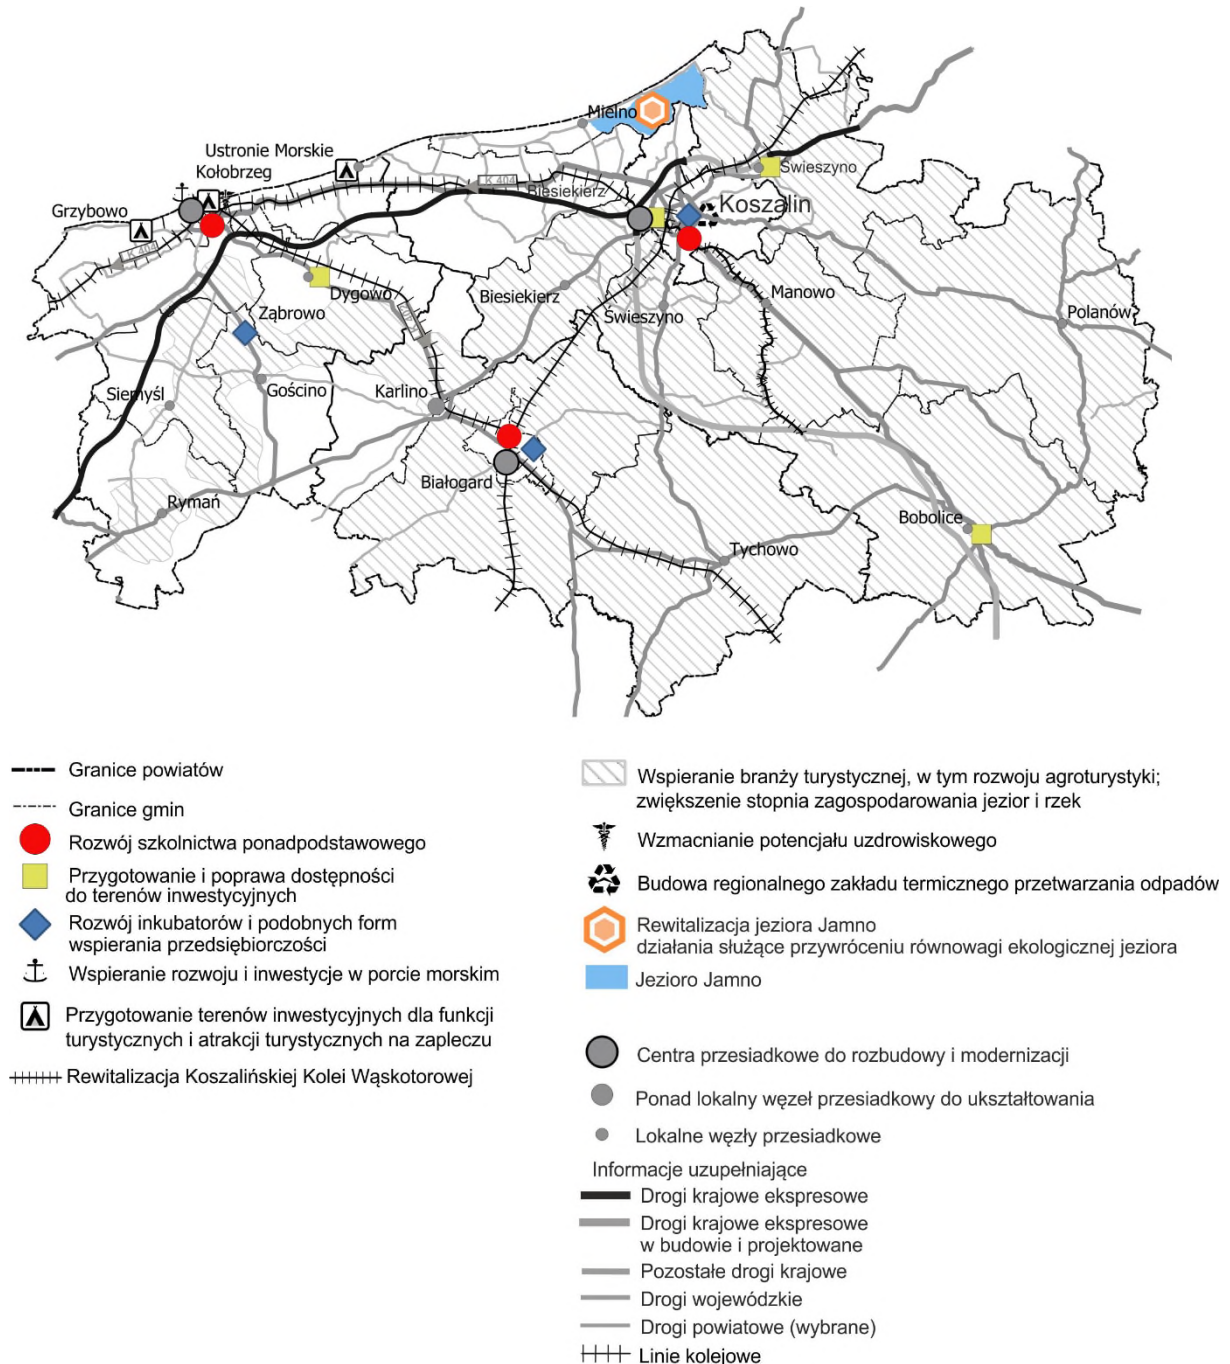 Mielno
Ustronie Morskie
Kołobrzeg
K 404
Biesiekierz
Świeszyno
Grzybowo
Koszalin
K 404
Dygowo
Biesiekierz
Manowo
Ząbrowo
Świeszyno
Polanów
Siemyśl
Gościno
Karlino
Rymań
Białogard
Bobolice
Tychowo
Granice powiatów
Granice gmin
Rozwój szkolnictwa ponadpodstawowego
Przygotowanie i poprawa dostępności
do terenów inwestycyjnych
Rozwój inkubatorów i podobnych form
wspierania przedsiębiorczości
Wspieranie rozwoju i inwestycje w porcie morskim
Przygotowanie terenów inwestycyjnych dla funkcji
turystycznych i atrakcji turystycznych na zapleczu
Rewitalizacja Koszalińskiej Kolei Wąskotorowej
Wspieranie branży turystycznej, w tym rozwoju agroturystyki;
zwiększenie stopnia zagospodarowania jezior i rzek
Wzmacnianie potencjału uzdrowiskowego
Budowa regionalnego zakładu termicznego przetwarzania odpadów
Rewitalizacja jeziora Jamno
działania służące przywróceniu równowagi ekologicznej jeziora
Jezioro Jamno
Centra przesiadkowe do rozbudowy i modernizacji
Ponad lokalny węzeł przesiadkowy do ukształtowania
Lokalne węzły przesiadkowe
Informacje uzupełniające
Drogi krajowe ekspresowe
Drogi krajowe ekspresowe
w budowie i projektowane
Pozostałe drogi krajowe
Drogi wojewódzkie
Drogi powiatowe (wybrane)
Linie kolejowe